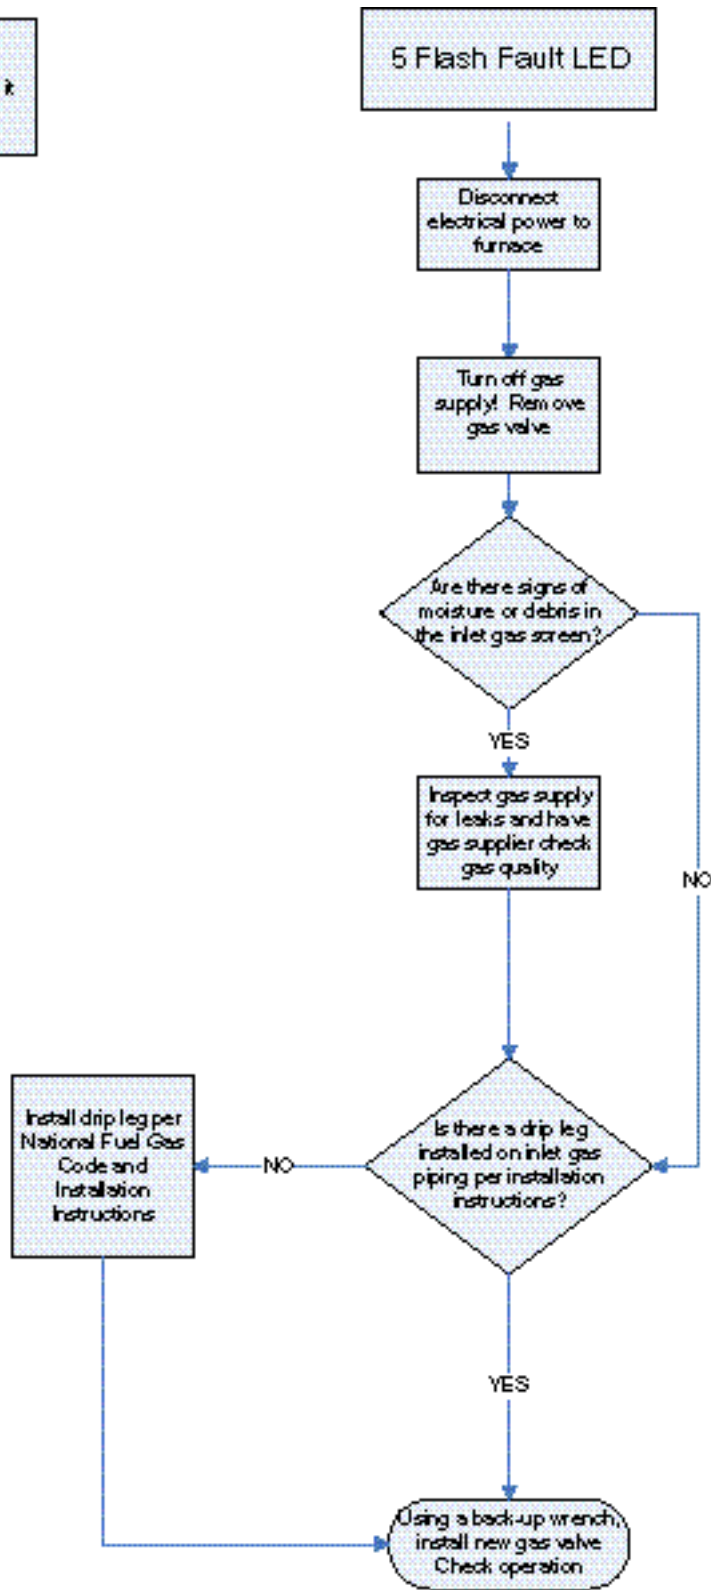 it
5 Flash Fault LED
Disconnect
electrical power to
furnace
Turn off gas
supply! Remove
gas valve
Are there signs of
moisture or debris in
the inlet gas screen?
YES
Inspect gas supply
for leaks and have
gas supplier check
gas quality
NO
Install drip leg per
National Fuel Gas
Code and
Installation
Instructions
NO
Is there a drip leg
installed on inlet gas
piping per installation
instructions?
YES
Using a back-up wrench,
install new gas valve
Check operation